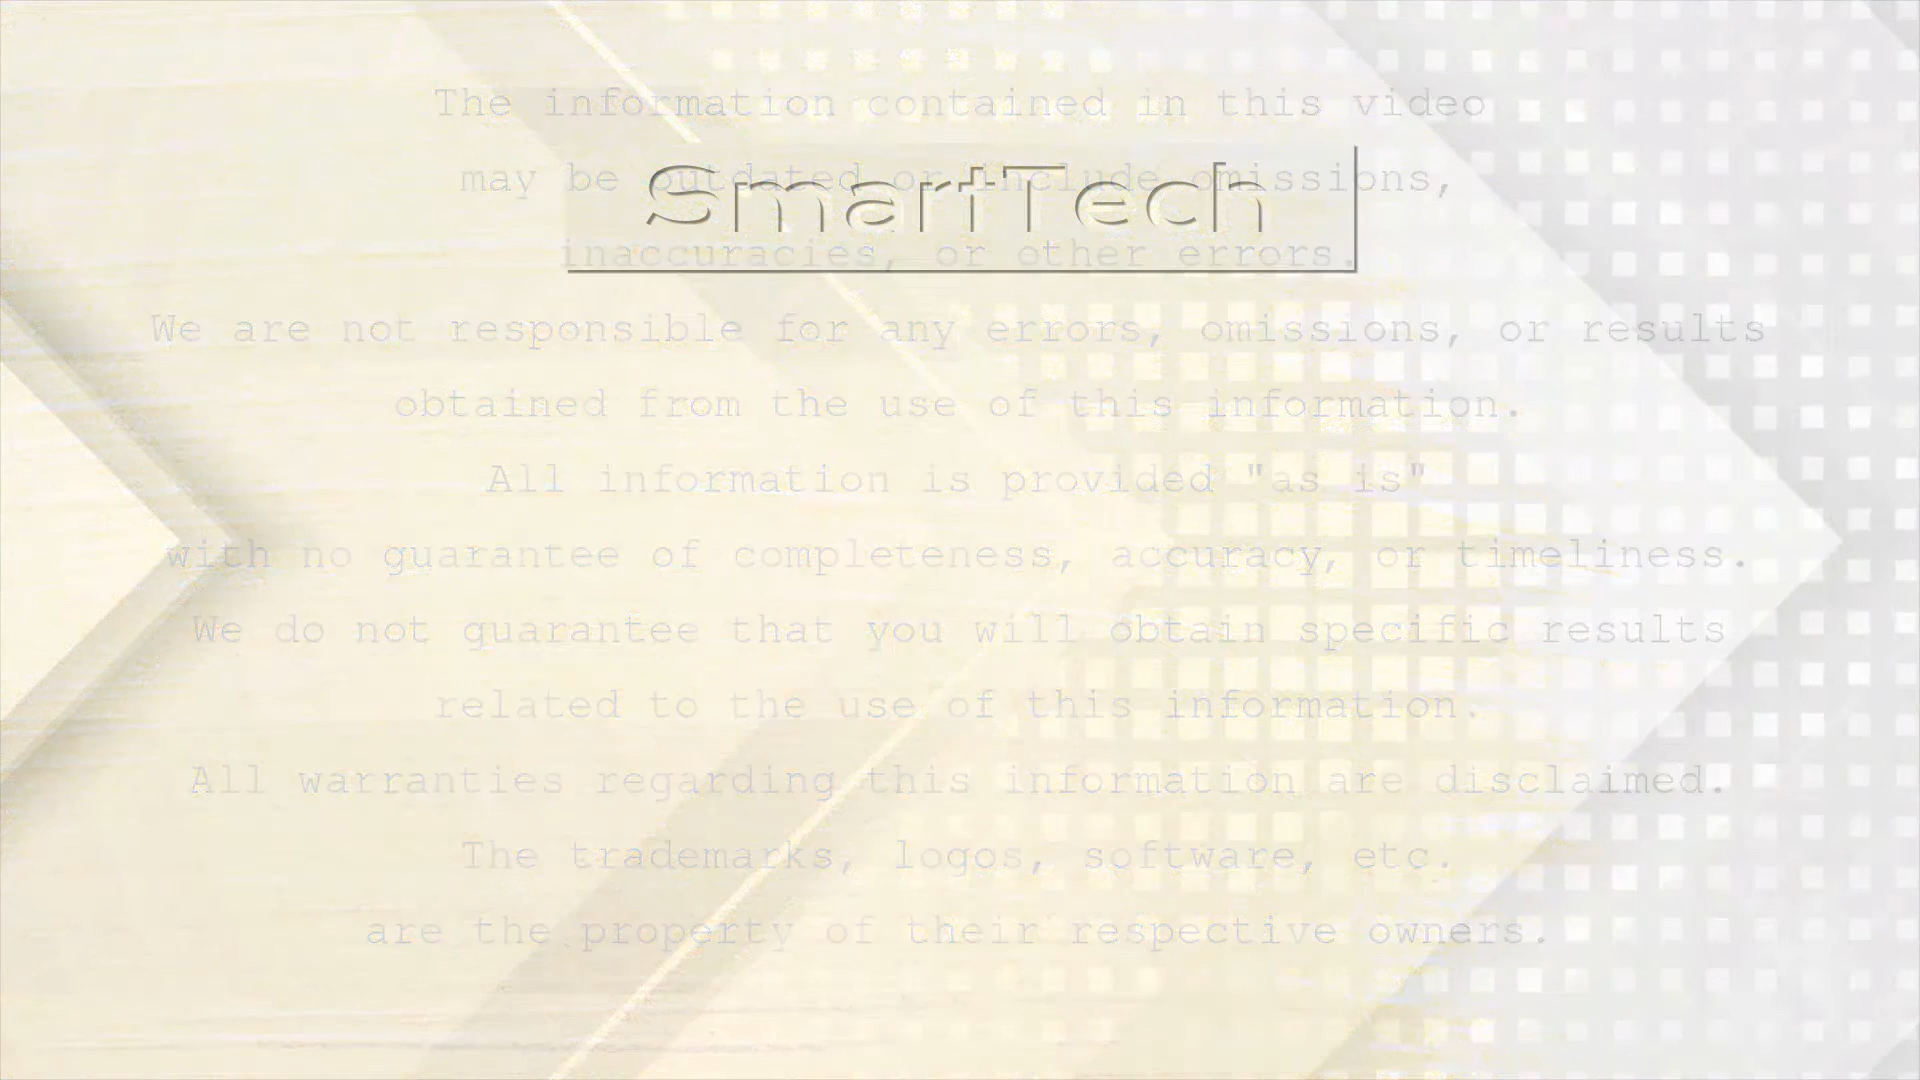 The information contained in this video
may be outdated or include omissions,
SmartTech
inaccuracies, or other errors.
We are not responsible for any errors, omissions, or results
obtained from the use of this information.
All information is provided "as is"
with no guarantee of completeness, accuracy, or timeliness.
We do not guarantee that you will obtain specific results
related to the use of this information.
All warranties regarding this information are disclaimed.
The trademarks, logos, software, etc.
are the property of their respective owners.